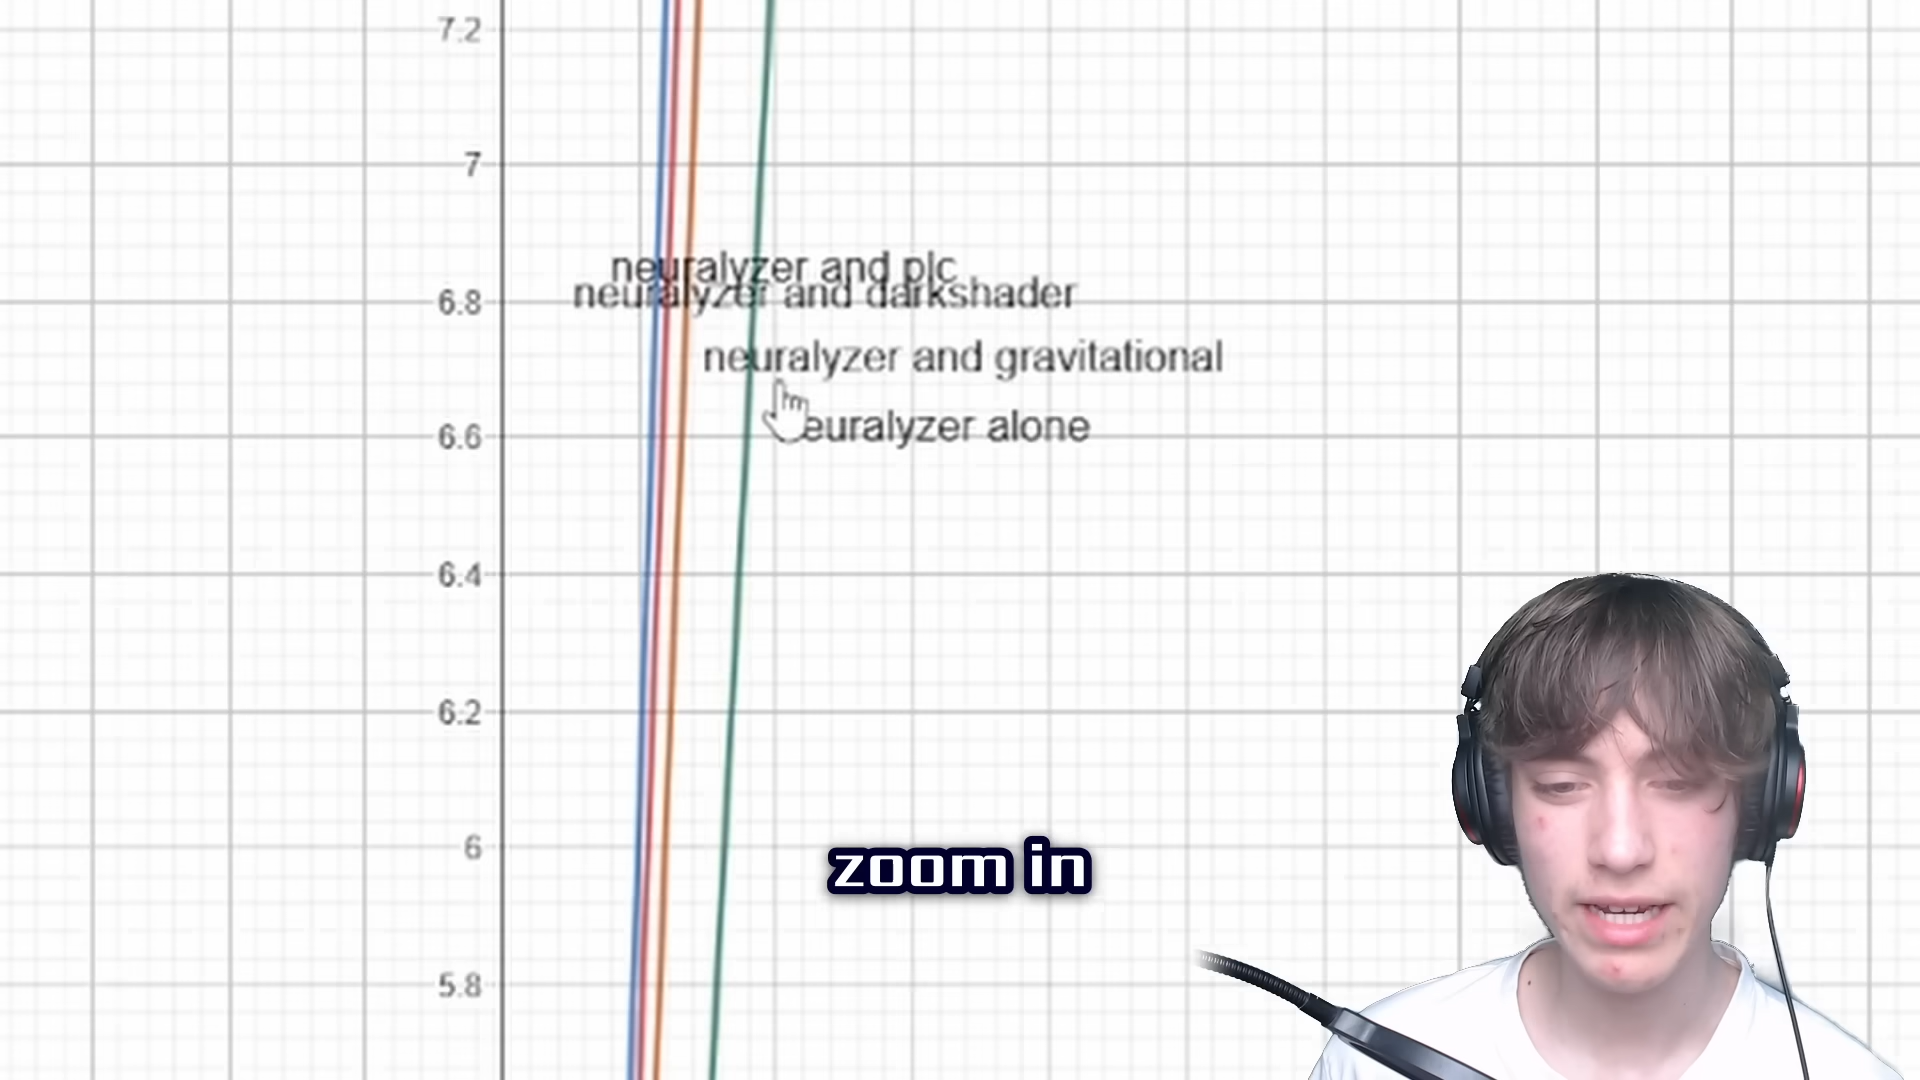 7.2
7
neuralyzer and plc
neuralyzer and darkshader
6.8
neuralyzer and gravitational
euralyzer alone
6.6
6.4
6.2
6
zoom in
5.8